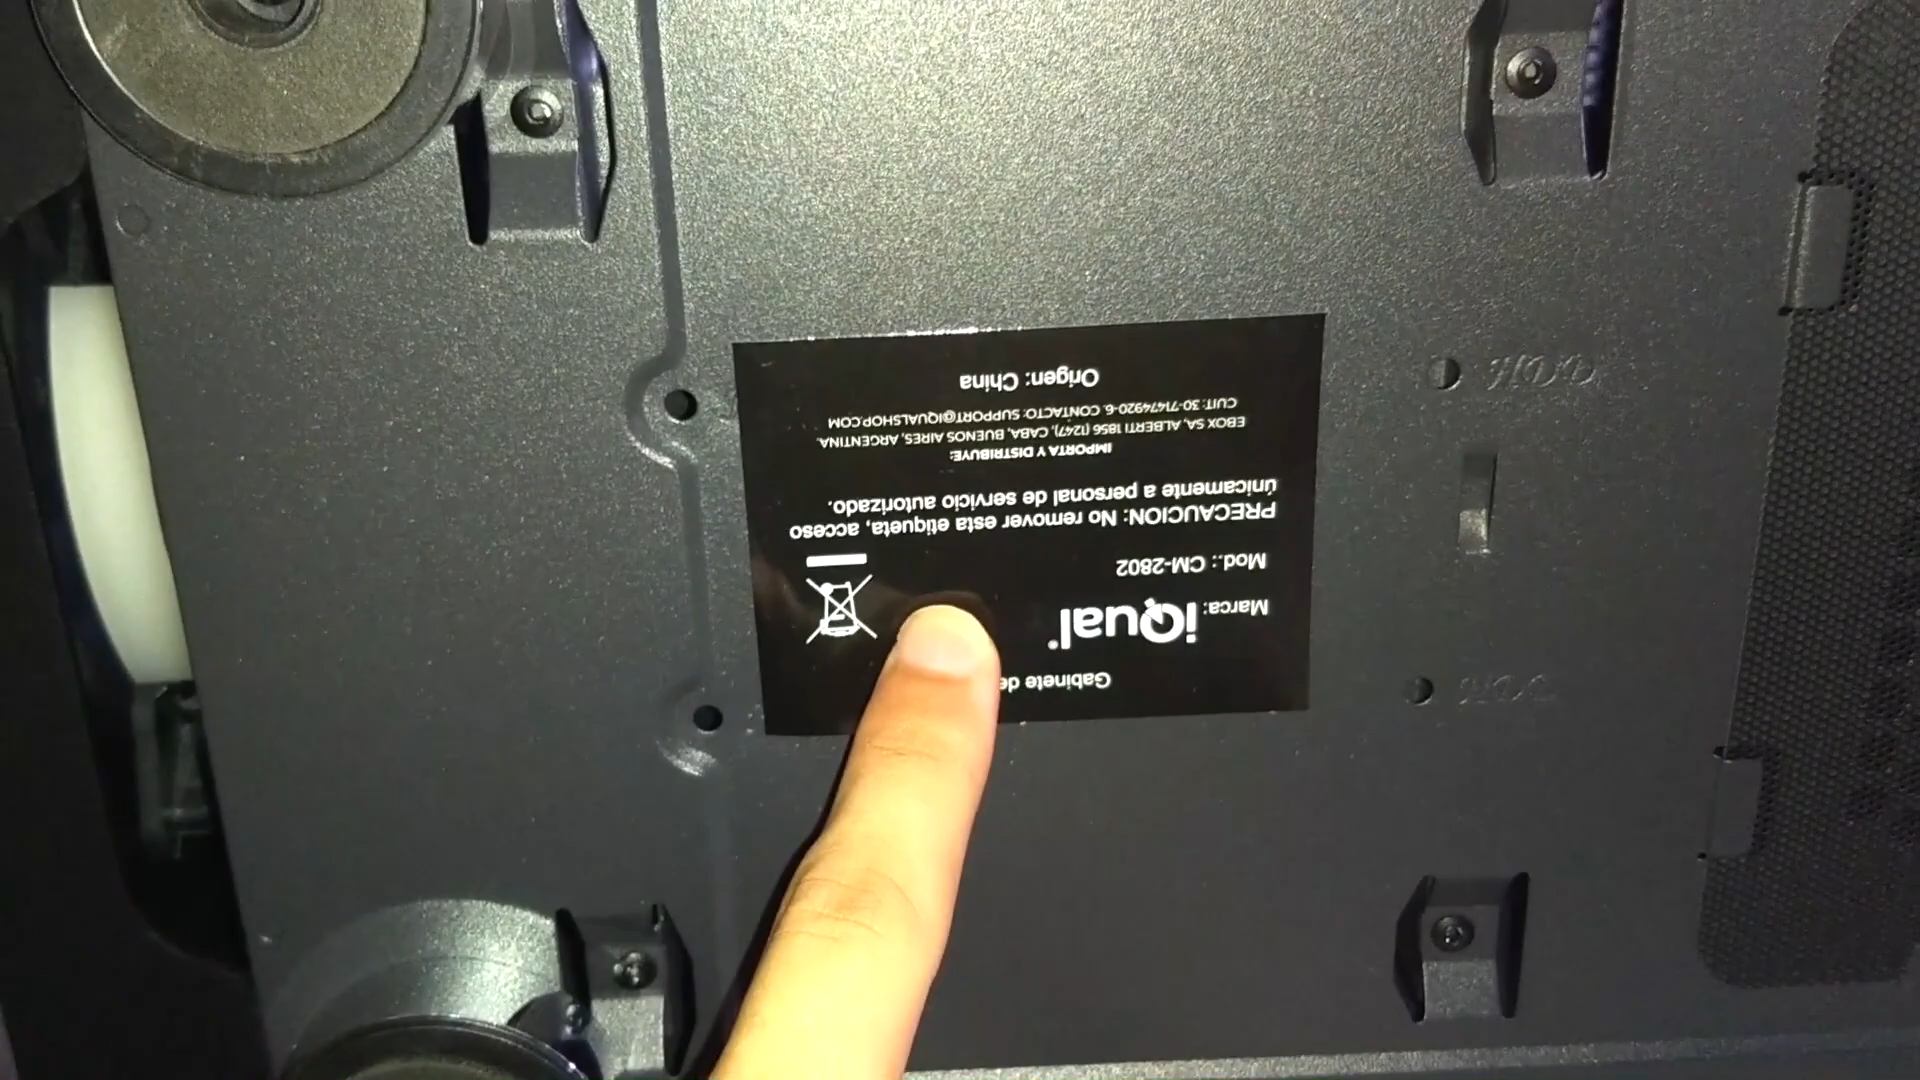 Gabinete de
Marca: iQual
Mod.: CM-2802
PRECAUCION: No remover esta etiqueta, acceso
únicamente a personal de servicio autorizado.
IMPORTA Y DISTRIBUYE:
EBOX SA, ALBERTI 1856 (1247), CABA, BUENOS AIRES, ARGENTINA.
CUIT: 30-71474920-6. CONTACTO: SUPPORT@IQUALSHOP.COM
Origen: China
HDD